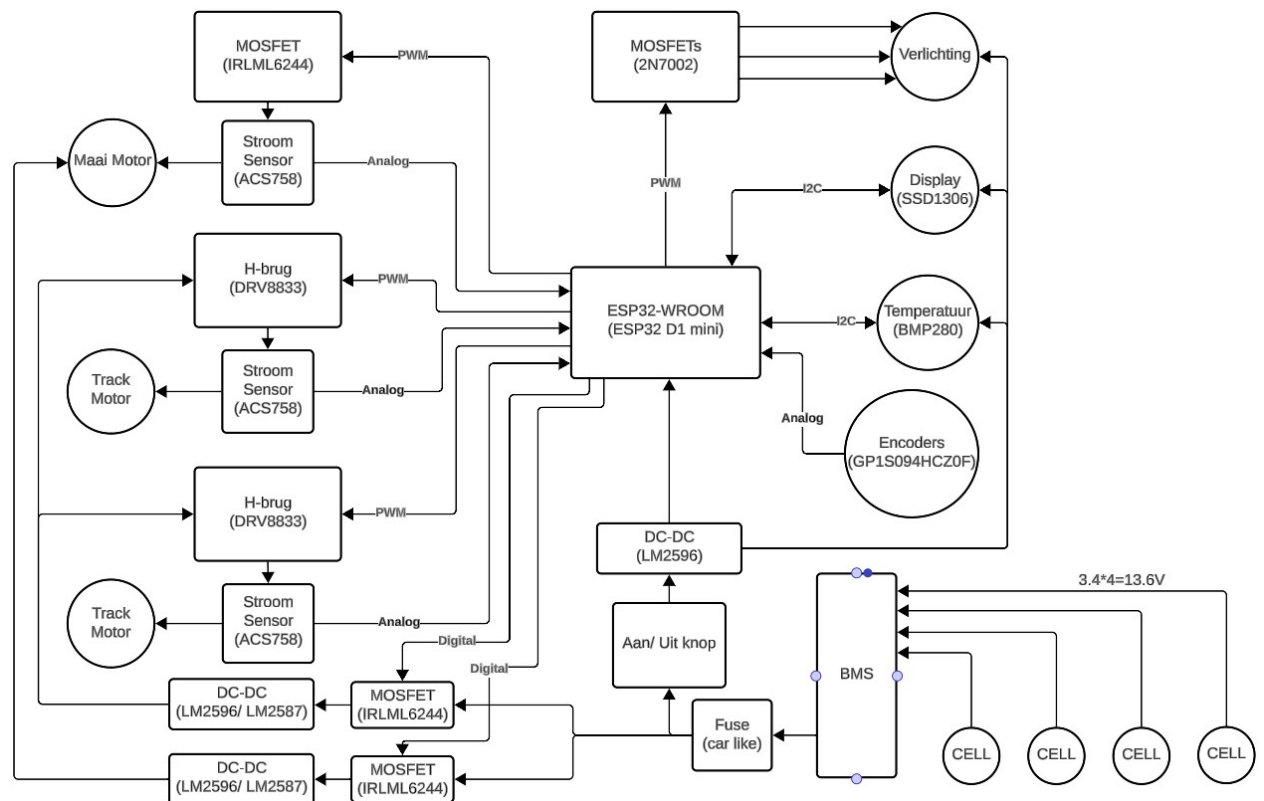 MOSFET
(IRLML6244)
PWM
MOSFETs
(2N7002)
Verlichting
Stroom
Sensor
(ACS758)
Maai Motor
Analog
PWM
I2C
Display
(SSD1306)
H-brug
(DRV8833)
PWM
ESP32-WROOM
(ESP32 D1 mini)
I2C
Temperatuur
(BMP280)
Track
Motor
Stroom
Sensor
(ACS758)
Analog
Analog
Encoders
(GP1S094HCZ0F)
H-brug
(DRV8833)
PWM
DC-DC
(LM2596)
3.4*4=13.6V
Track
Motor
Stroom
Sensor
(ACS758)
Analog
Digital
Digital
Aan/ Uit knop
BMS
DC-DC
(LM2596/ LM2587)
MOSFET
(IRLML6244)
Fuse
(car like)
CELL
CELL
CELL
CELL
DC-DC
(LM2596/ LM2587)
MOSFET
(IRLML6244)